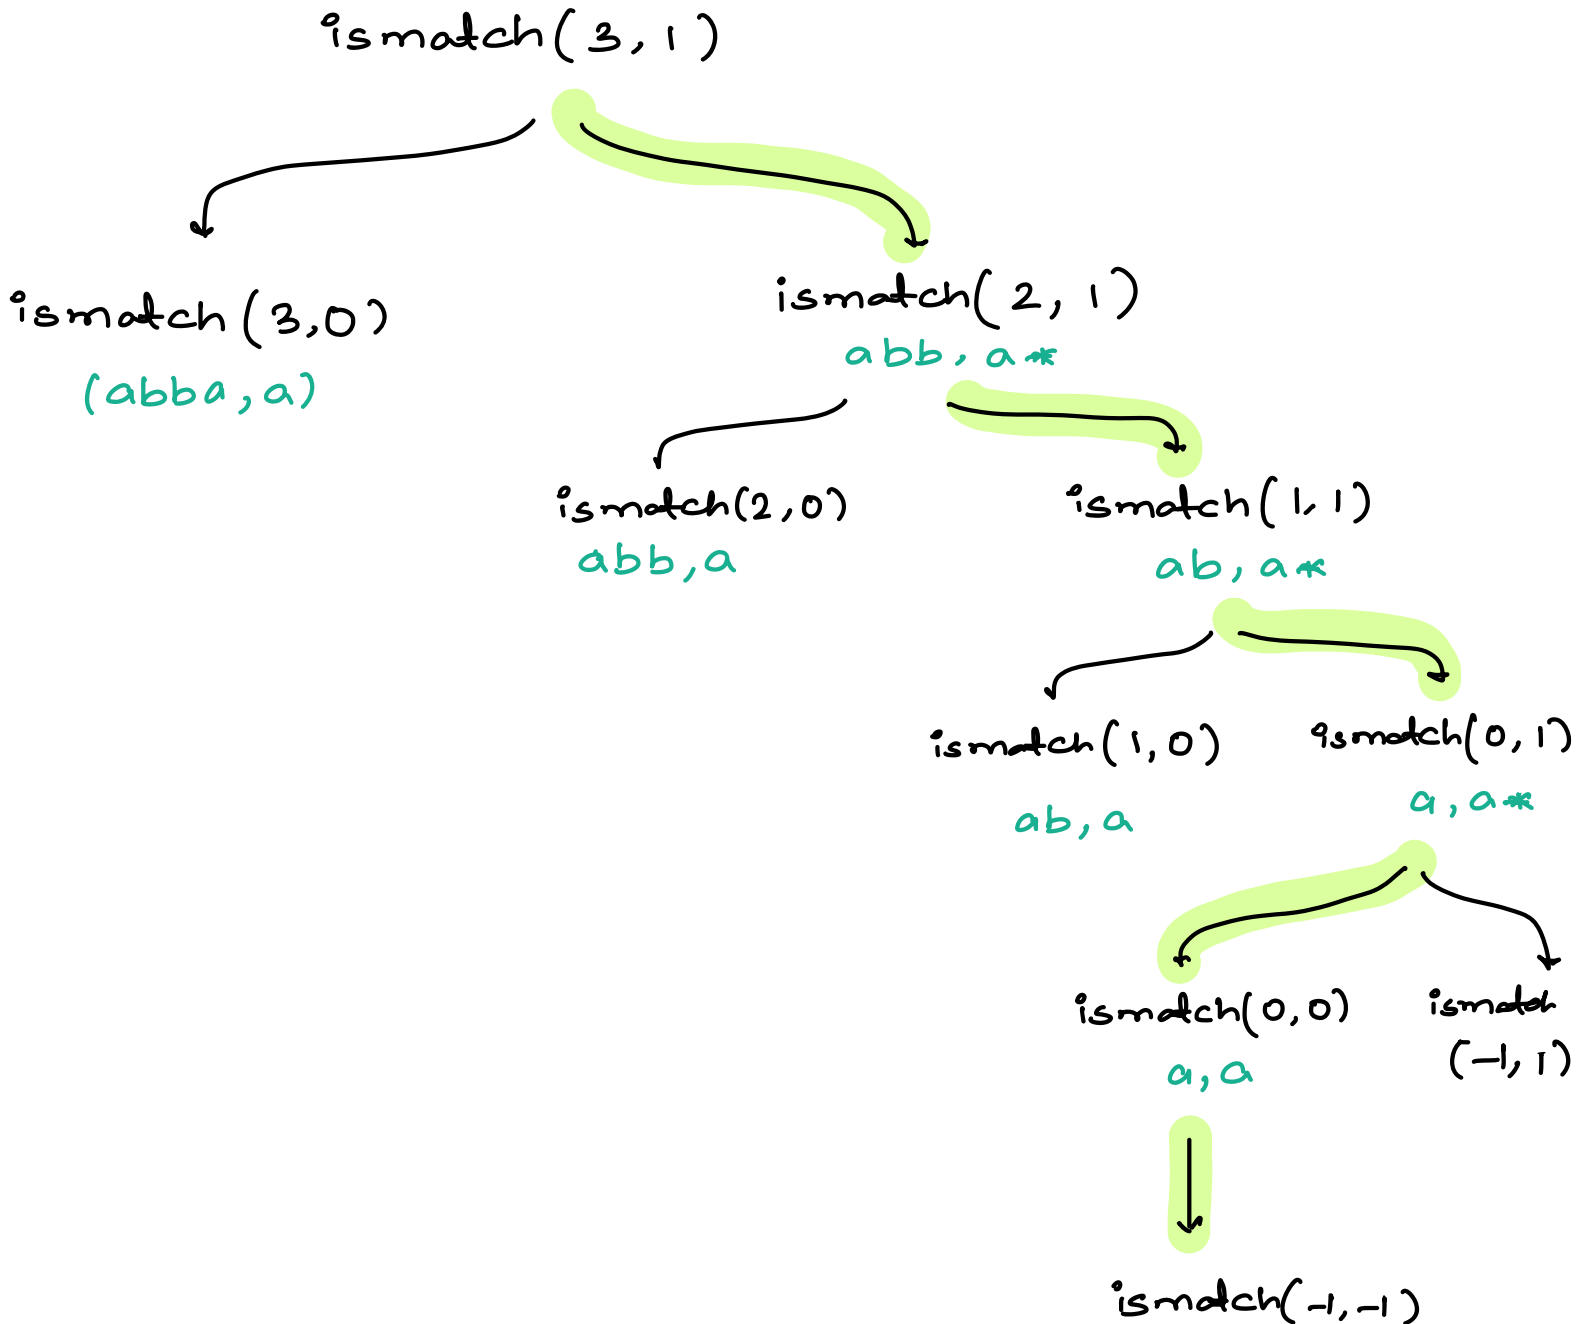 ismatch(3,1)
ismatch(3,0)
(abba,a)
ismatch(2,1)
abb,a*
ismatch(2,0)
abb,a
ismatch(1,1)
ab,a*
ismatch(1,0)
ab,a
ismatch(0,1)
a,a*
ismatch(0,0)
a,a
ismatch
(-1,1)
ismatch(-1,-1)